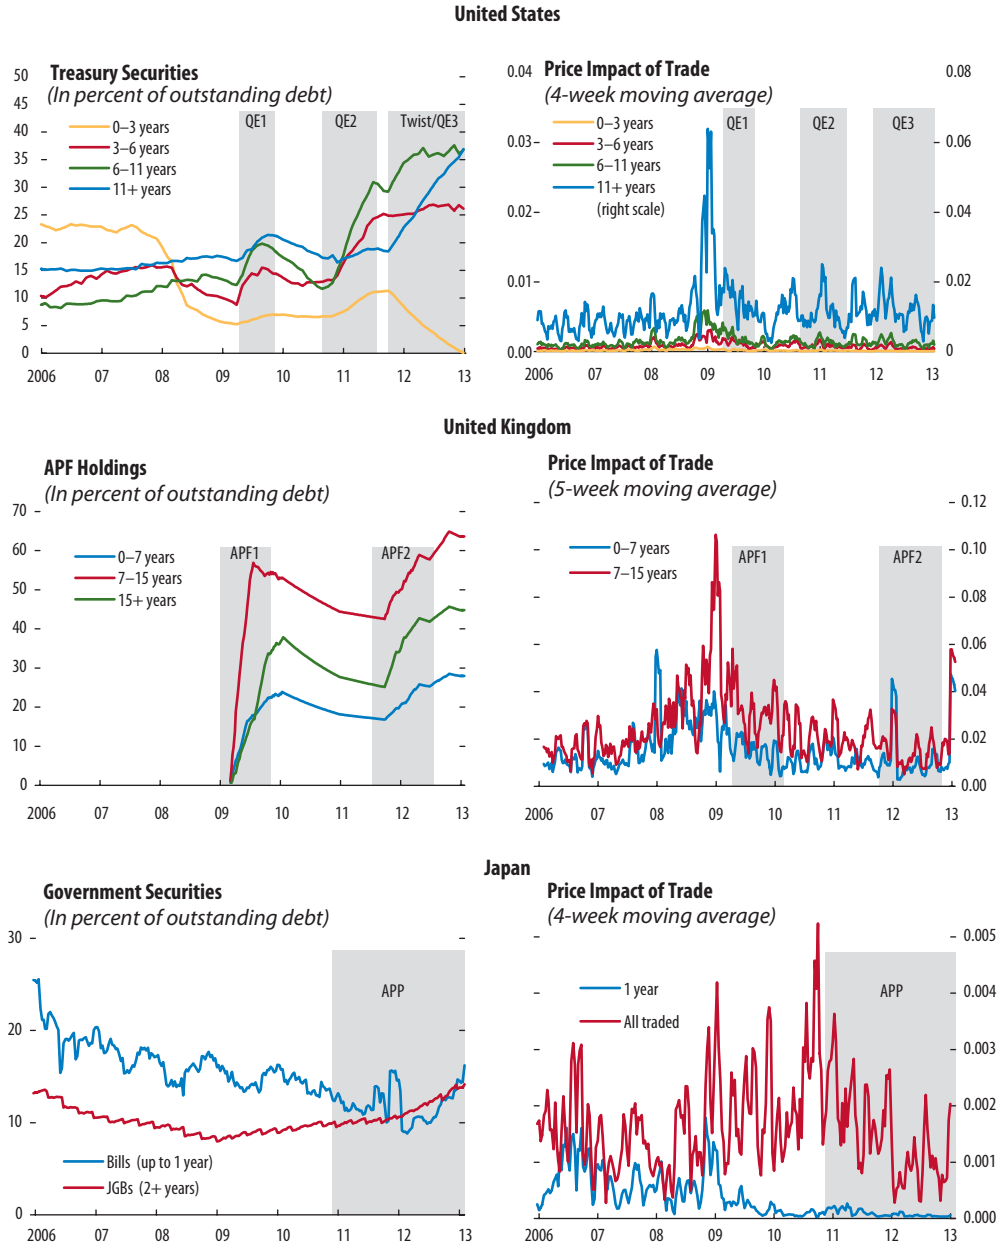 United States
Treasury Securities
(In percent of outstanding debt)
50
45
40
35
30
25
20
15
10
5
0
0–3 years
3–6 years
6–11 years
11+ years
QE1
QE2
Twist/QE3
2006
07
08
09
10
11
12
13
Price Impact of Trade
(4-week moving average)
0.04
0.03
0.02
0.01
0.00
0.08
0.06
0.04
0.02
0
0–3 years
3–6 years
6–11 years
11+ years
(right scale)
QE1
QE2
QE3
2006
07
08
09
10
11
12
13
United Kingdom
APF Holdings
(In percent of outstanding debt)
70
60
50
40
30
20
10
0
0–7 years
7–15 years
15+ years
APF1
APF2
2006
07
08
09
10
11
12
13
Price Impact of Trade
(5-week moving average)
0.12
0.10
0.08
0.06
0.04
0.02
0.00
0–7 years
7–15 years
APF1
APF2
2006
07
08
09
10
11
12
13
Japan
Government Securities
(In percent of outstanding debt)
30
20
10
0
APP
Bills (up to 1 year)
JGBs (2+ years)
2006
07
08
09
10
11
12
13
Price Impact of Trade
(4-week moving average)
0.005
0.004
0.003
0.002
0.001
0.000
1 year
All traded
APP
2006
07
08
09
10
11
12
13